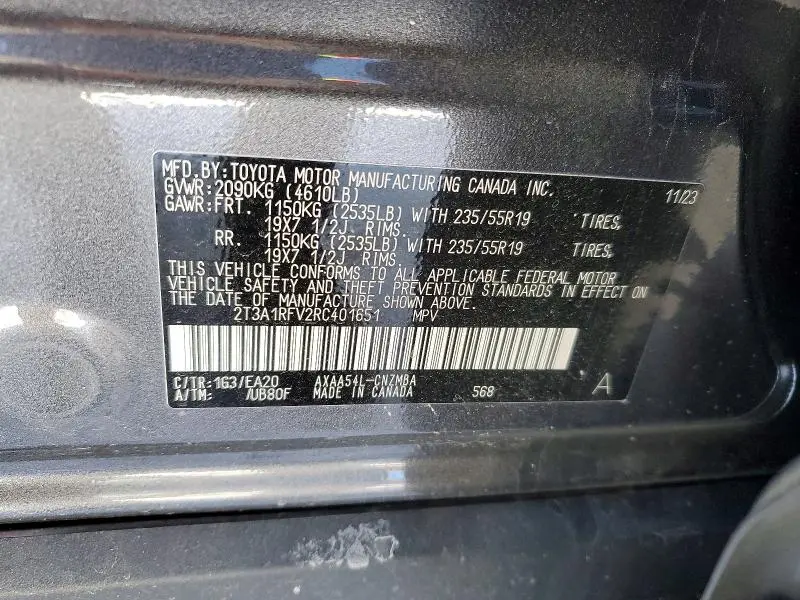 MFD.BY:TOYOTA MOTOR MANUFACTURING CANADA INC.
GVWR:2090KG (4610LB) 11/23
GAWR:FRT. 1150KG (2535LB) WITH 235/55R19 TIRES,
19X7 1/2J RIMS.
RR. 1150KG (2535LB) WITH 235/55R19 TIRES,
19X7 1/2J RIMS.
THIS VEHICLE CONFORMS TO ALL APPLICABLE FEDERAL MOTOR
VEHICLE SAFETY AND THEFT PREVENTION STANDARDS IN EFFECT ON
THE DATE OF MANUFACTURE SHOWN ABOVE.
2T3A1RFV2RC401651 MPV
C/TR:1G3/EA20 AXAA54L-CNZMBA
A/TM: /UB80F MADE IN CANADA 568 A